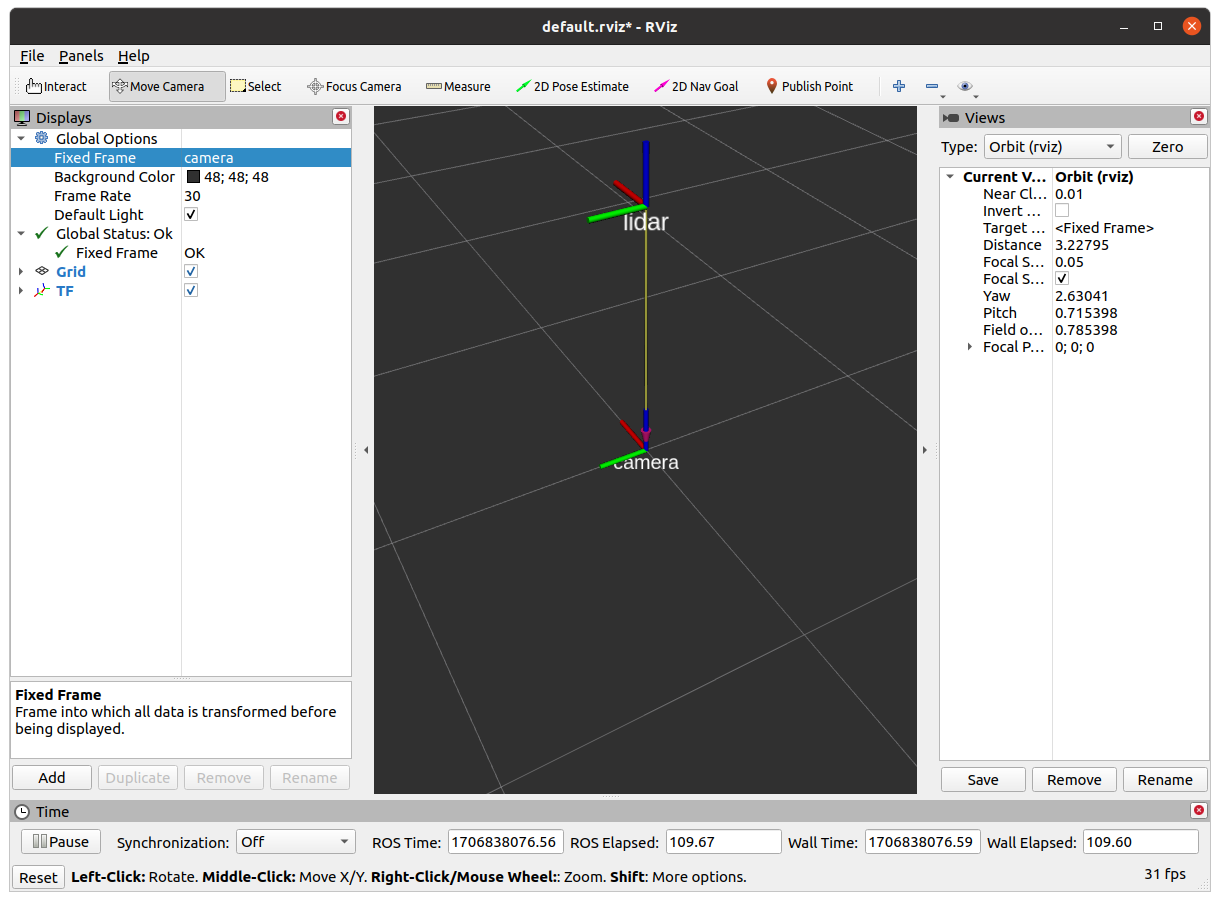 default.rviz* - RViz
File Panels Help
Interact Move Camera Select Focus Camera Measure 2D Pose Estimate 2D Nav Goal Publish Point
Displays
Global Options
Fixed Frame camera
Background Color 48; 48; 48
Frame Rate 30
Default Light
Global Status: Ok
Fixed Frame OK
Grid
TF
Fixed Frame
Frame into which all data is transformed before
being displayed.
Add Duplicate Remove Rename
lidar
camera
Views
Type: Orbit (rviz) Zero
Current V... Orbit (rviz)
Near Cl... 0.01
Invert ...
Target ... <Fixed Frame>
Distance 3.22795
Focal S... 0.05
Focal S...
Yaw 2.63041
Pitch 0.715398
Field o... 0.785398
Focal P... 0; 0; 0
Save Remove Rename
Time
Pause Synchronization: Off ROS Time: 1706838076.56 ROS Elapsed: 109.67 Wall Time: 1706838076.59 Wall Elapsed: 109.60
Reset Left-Click: Rotate. Middle-Click: Move X/Y. Right-Click/Mouse Wheel:: Zoom. Shift: More options. 31 fps